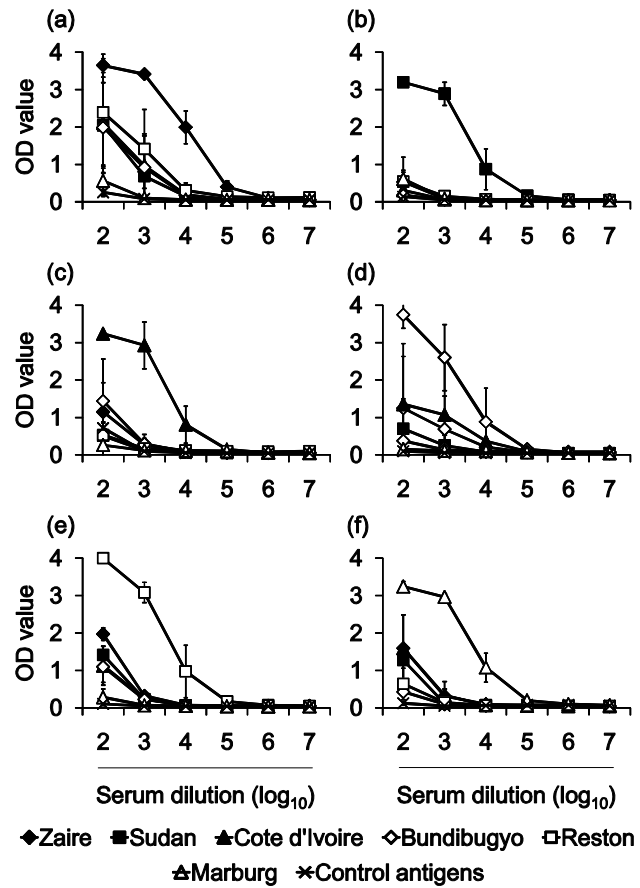 (a) (b)
OD value 4 3 2 1 0 4 3 2 1 0
2 3 4 5 6 7 2 3 4 5 6 7
(c) (d)
OD value 4 3 2 1 0 4 3 2 1 0
2 3 4 5 6 7 2 3 4 5 6 7
(e) (f)
OD value 4 3 2 1 0 4 3 2 1 0
2 3 4 5 6 7 2 3 4 5 6 7
Serum dilution (log10) Serum dilution (log10)
Zaire Sudan Cote d'Ivoire Bundibugyo Reston
Marburg Control antigens